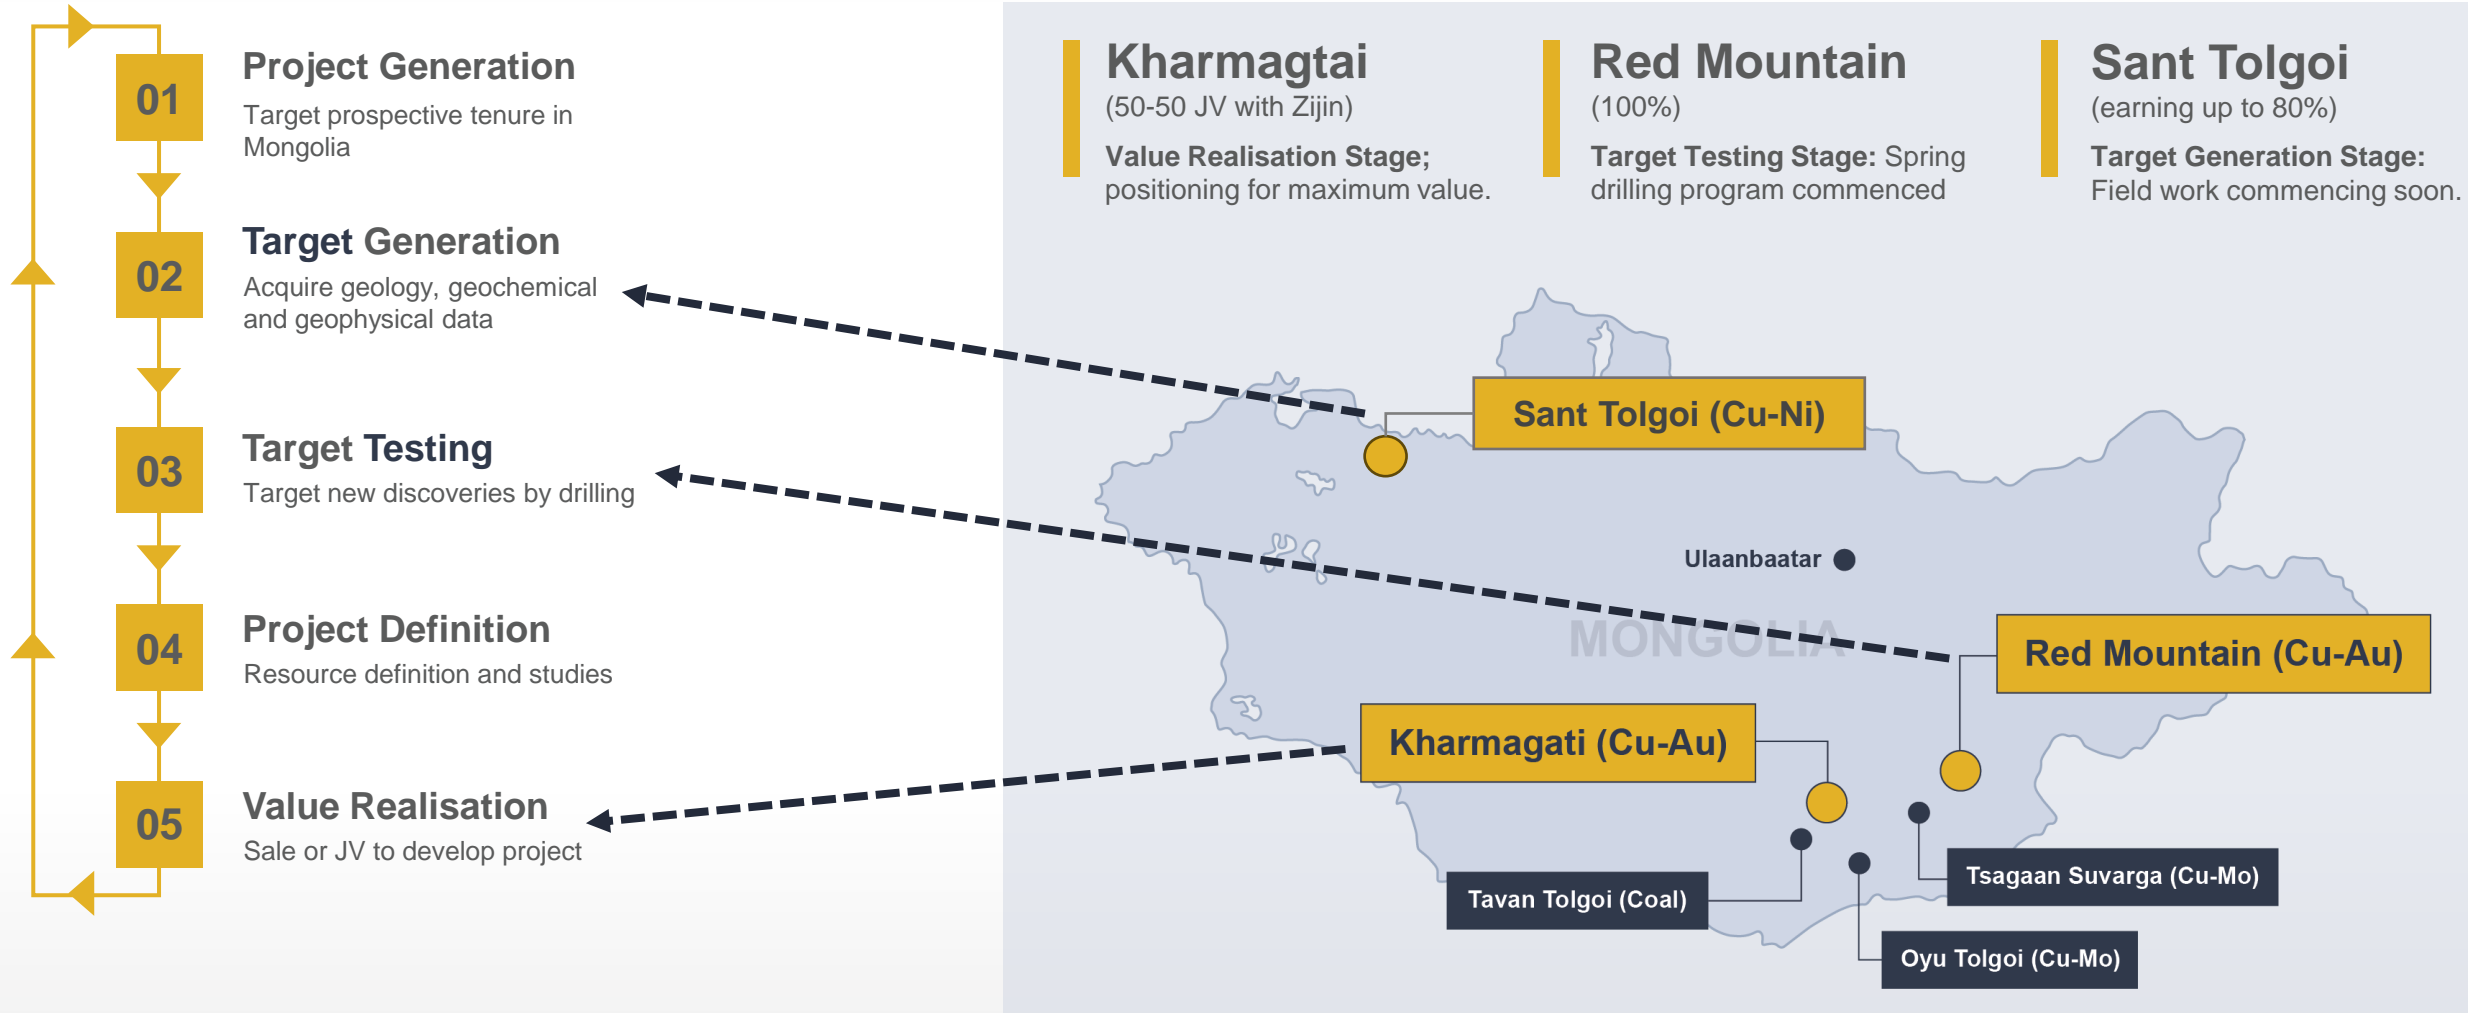 01
Project Generation
Target prospective tenure in
Mongolia
02
Target Generation
Acquire geology, geochemical
and geophysical data
03
Target Testing
Target new discoveries by drilling
04
Project Definition
Resource definition and studies
05
Value Realisation
Sale or JV to develop project
Kharmagtai
(50-50 JV with Zijin)
Value Realisation Stage;
positioning for maximum value.
Red Mountain
(100%)
Target Testing Stage: Spring
drilling program commenced
Sant Tolgoi
(earning up to 80%)
Target Generation Stage:
Field work commencing soon.
Sant Tolgoi (Cu-Ni)
Ulaanbaatar
MONGOLIA
Red Mountain (Cu-Au)
Kharmagati (Cu-Au)
Tsagaan Suvarga (Cu-Mo)
Tavan Tolgoi (Coal)
Oyu Tolgoi (Cu-Mo)